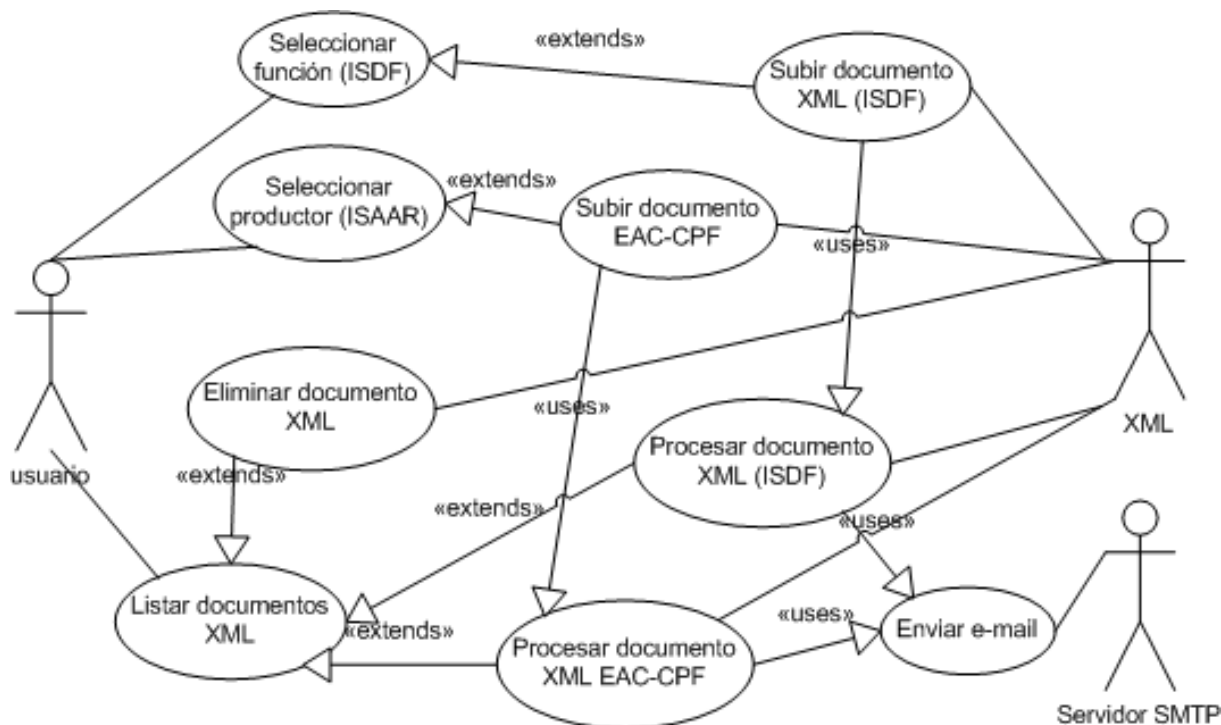 Seleccionar
función (ISDF)
«extends»
Subir documento
XML (ISDF)
Seleccionar
productor (ISAAR)
«extends»
Subir documento
EAC-CPF
«uses»
Eliminar documento
XML
«uses»
XML
usuario
«extends»
Procesar documento
XML (ISDF)
«extends»
«uses»
Listar documentos
XML
«extends»
Procesar documento
XML EAC-CPF
«uses»
Enviar e-mail
Servidor SMTP